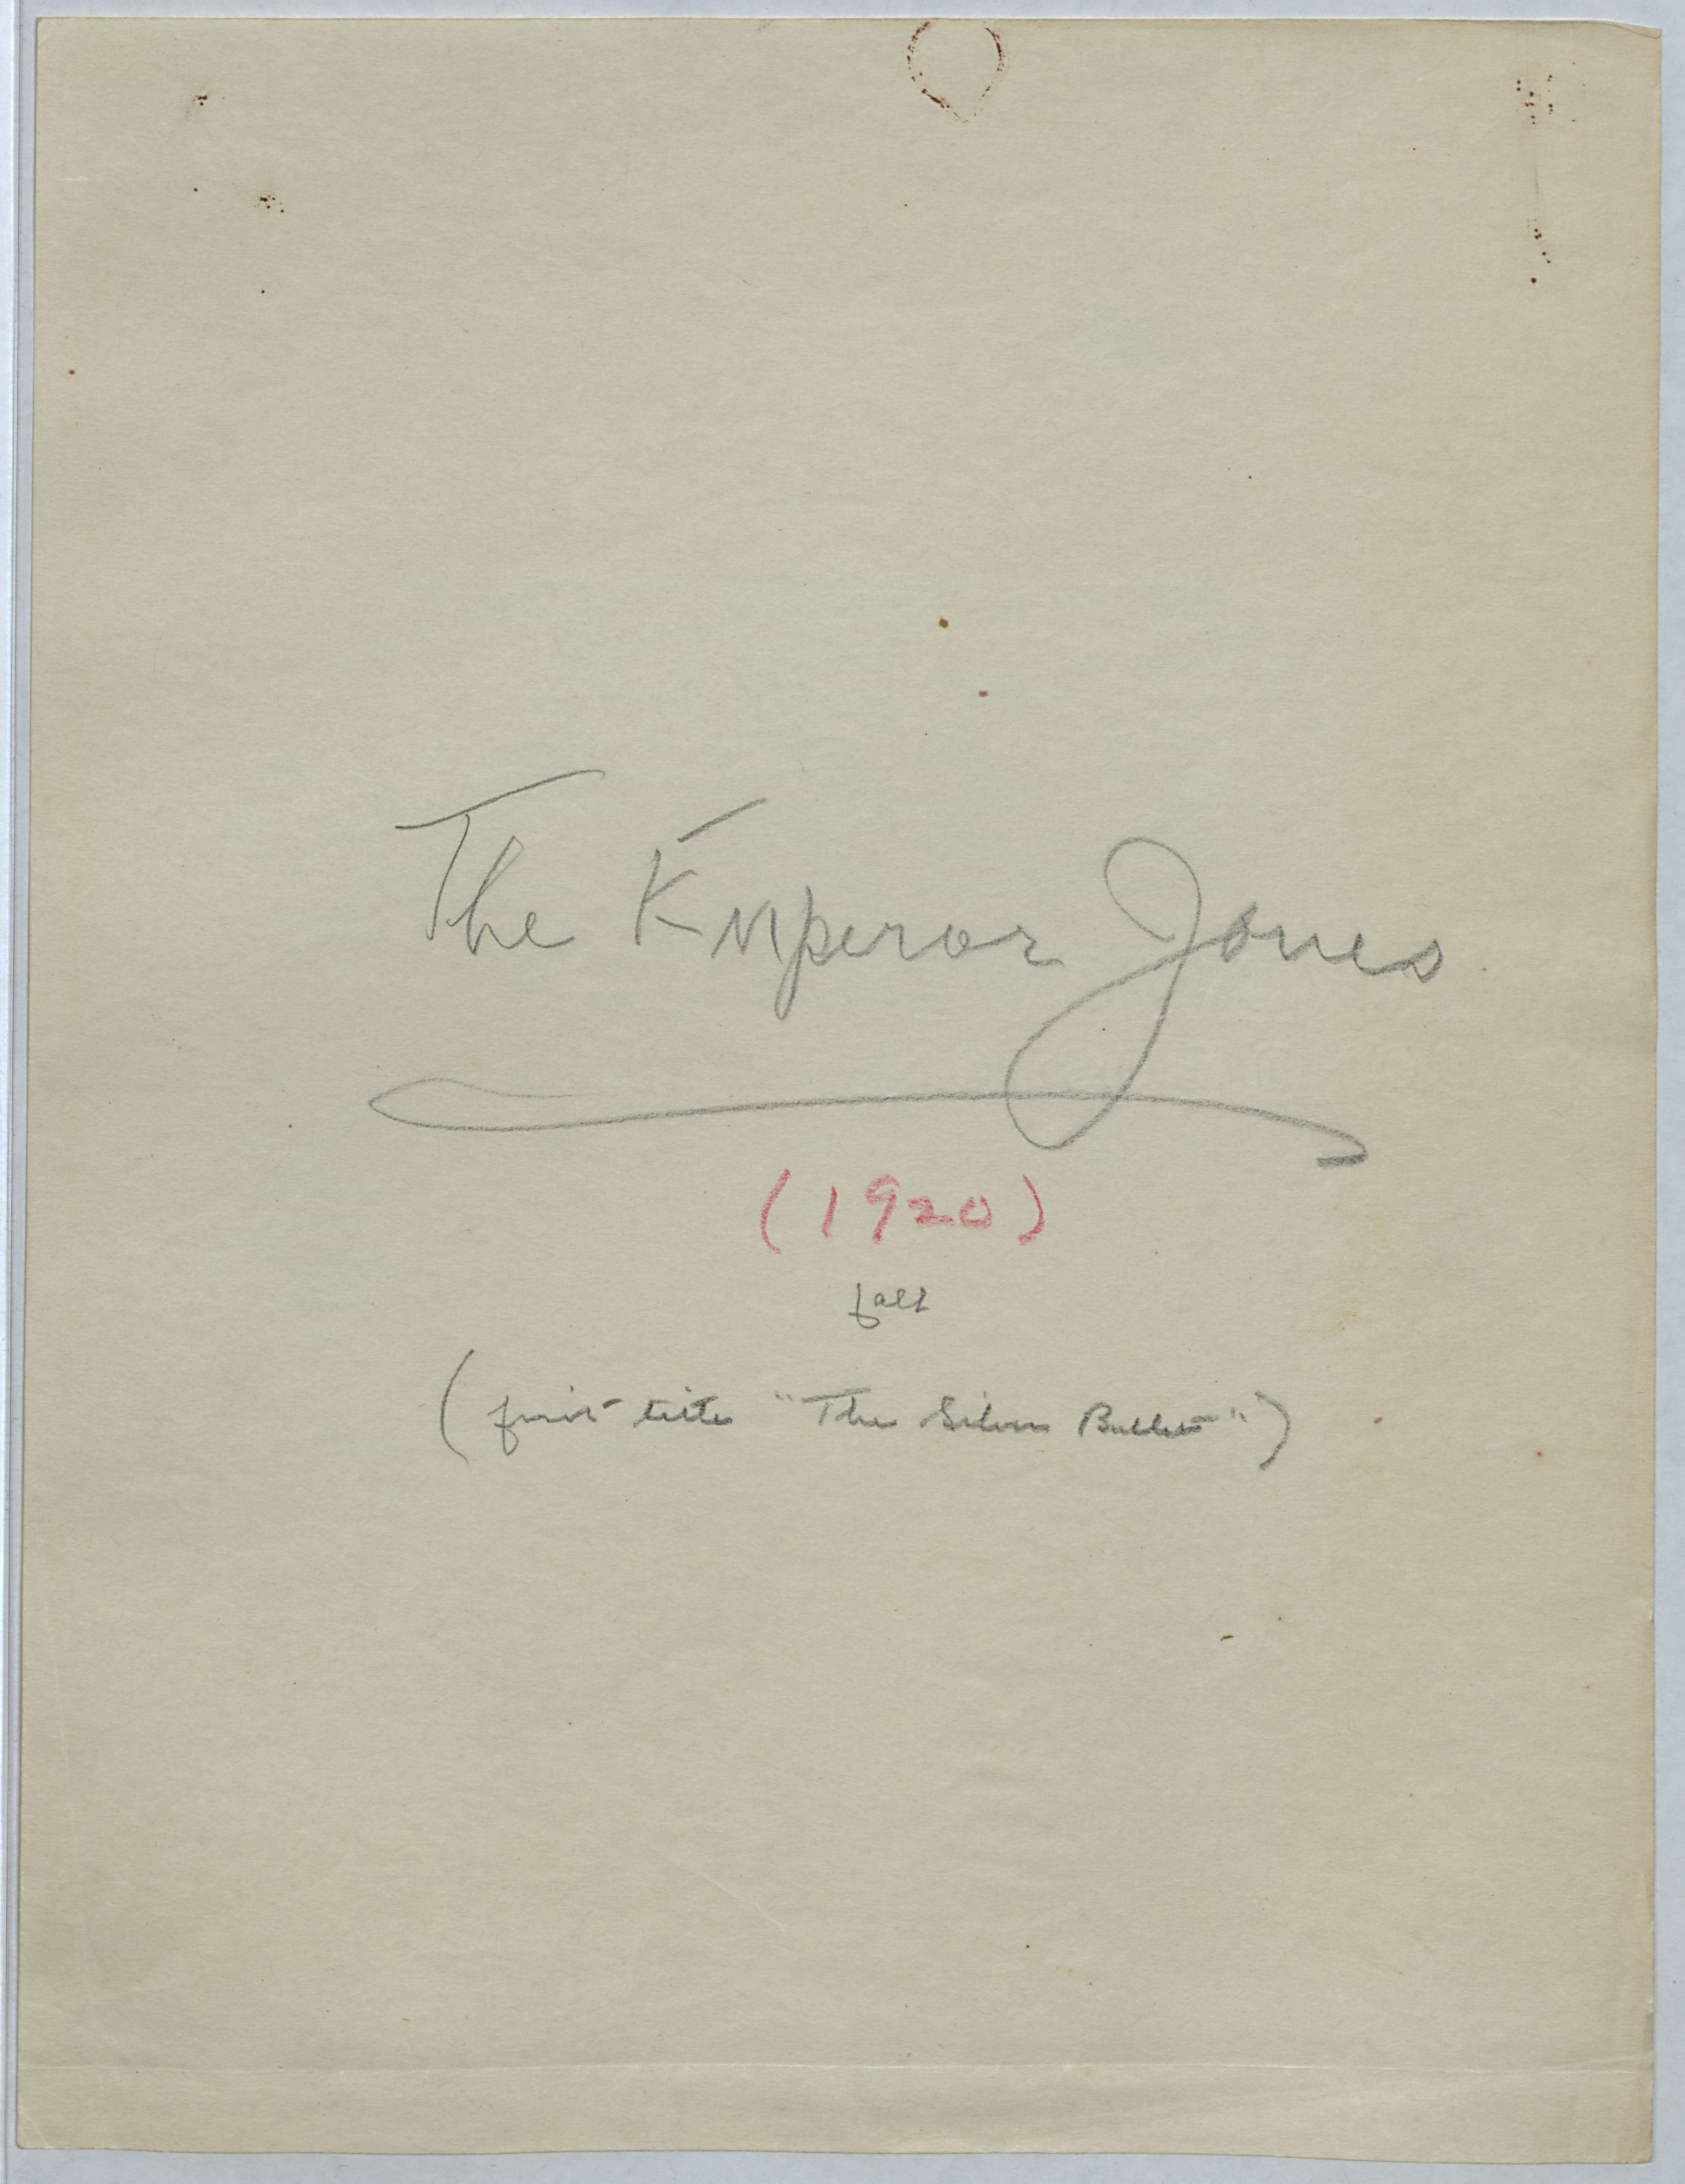 The Emperor Jones
(1920)
fall
(first title "The Silver Bullet")